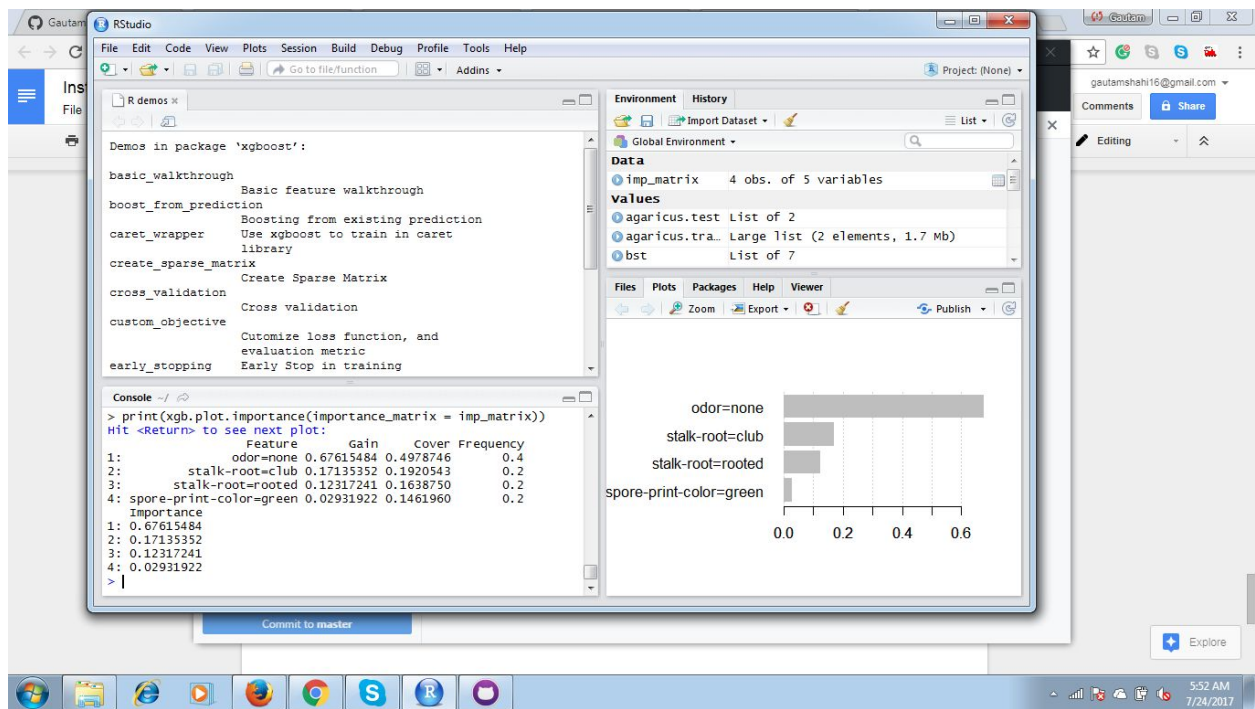 Gautam
RStudio
Gautam
File Edit Code View Plots Session Build Debug Profile Tools Help
Go to file/function
Addins
Project: (None)
gautamshahi16@gmail.com
Ins
File
Comments
Share
Editing
R demos
Demos in package 'xgboost':
basic_walkthrough
Basic feature walkthrough
boost_from_prediction
Boosting from existing prediction
caret_wrapper Use xgboost to train in caret
library
create_sparse_matrix
Create Sparse Matrix
cross_validation
Cross validation
custom_objective
Cutomize loss function, and
evaluation metric
early_stopping Early Stop in training
Environment History
Import Dataset
List
Global Environment
Data
imp_matrix 4 obs. of 5 variables
Values
agaricus.test List of 2
agaricus.tra… Large list (2 elements, 1.7 Mb)
bst List of 7
Console ~/
> print(xgb.plot.importance(importance_matrix = imp_matrix))
Hit <Return> to see next plot:
Feature Gain Cover Frequency
1: odor=none 0.67615484 0.4978746 0.4
2: stalk-root=club 0.17135352 0.1920543 0.2
3: stalk-root=rooted 0.12317241 0.1638750 0.2
4: spore-print-color=green 0.02931922 0.1461960 0.2
Importance
1: 0.67615484
2: 0.17135352
3: 0.12317241
4: 0.02931922
>
Files Plots Packages Help Viewer
Zoom Export Publish
odor=none
stalk-root=club
stalk-root=rooted
spore-print-color=green
0.0 0.2 0.4 0.6
Commit to master
Explore
5:52 AM
7/24/2017